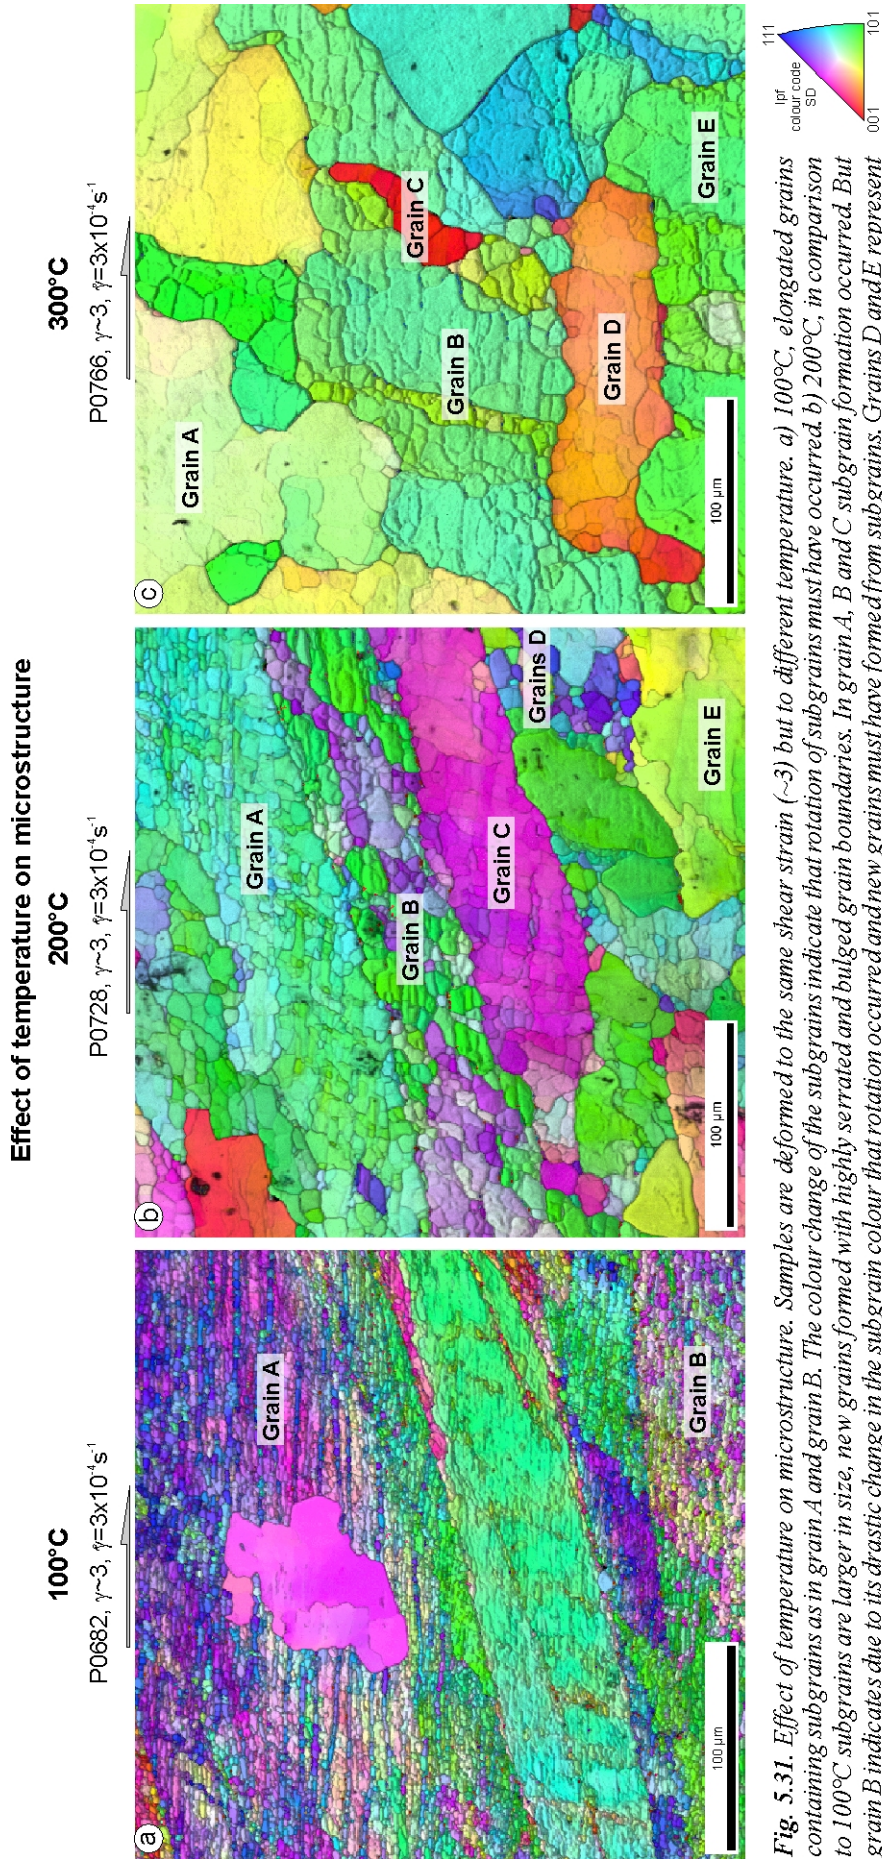 Effect of temperature on microstructure
100°C
P0682, γ~3, γ̇=3x10⁻⁴s⁻¹
200°C
P0728, γ~3, γ̇=3x10⁻⁴s⁻¹
300°C
P0766, γ~3, γ̇=3x10⁻⁴s⁻¹
a
Grain A
Grain B
100 µm
b
Grain A
Grain B
Grain C
Grains D
Grain E
100 µm
c
Grain A
Grain B
Grain C
Grain D
Grain E
100 µm
Fig. 5.31. Effect of temperature on microstructure. Samples are deformed to the same shear strain (~3) but to different temperature. a) 100°C, elongated grains
containing subgrains as in grain A and grain B. The colour change of the subgrains indicate that rotation of subgrains must have occurred. b) 200°C, in comparison
to 100°C subgrains are larger in size, new grains formed with highly serrated and bulged grain boundaries. In grain A, B and C subgrain formation occurred. But
grain B indicates due to its drastic change in the subgrain colour that rotation occurred and new grains must have formed from subgrains. Grains D and E represent
Ipf
colour code
SD
111
001
101